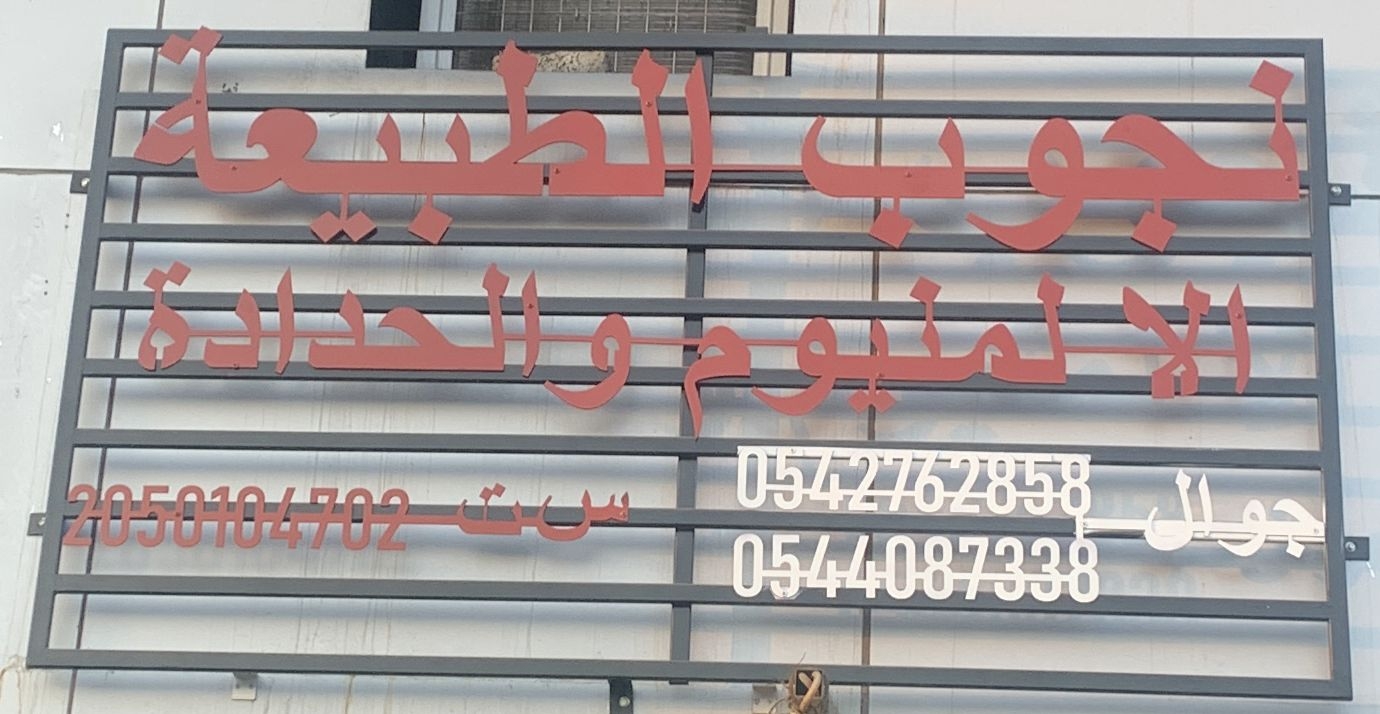 نجوب الطبيعة
الالمنيوم والحدادة
جوال 0542762858
0544087338
س ت 2050104702